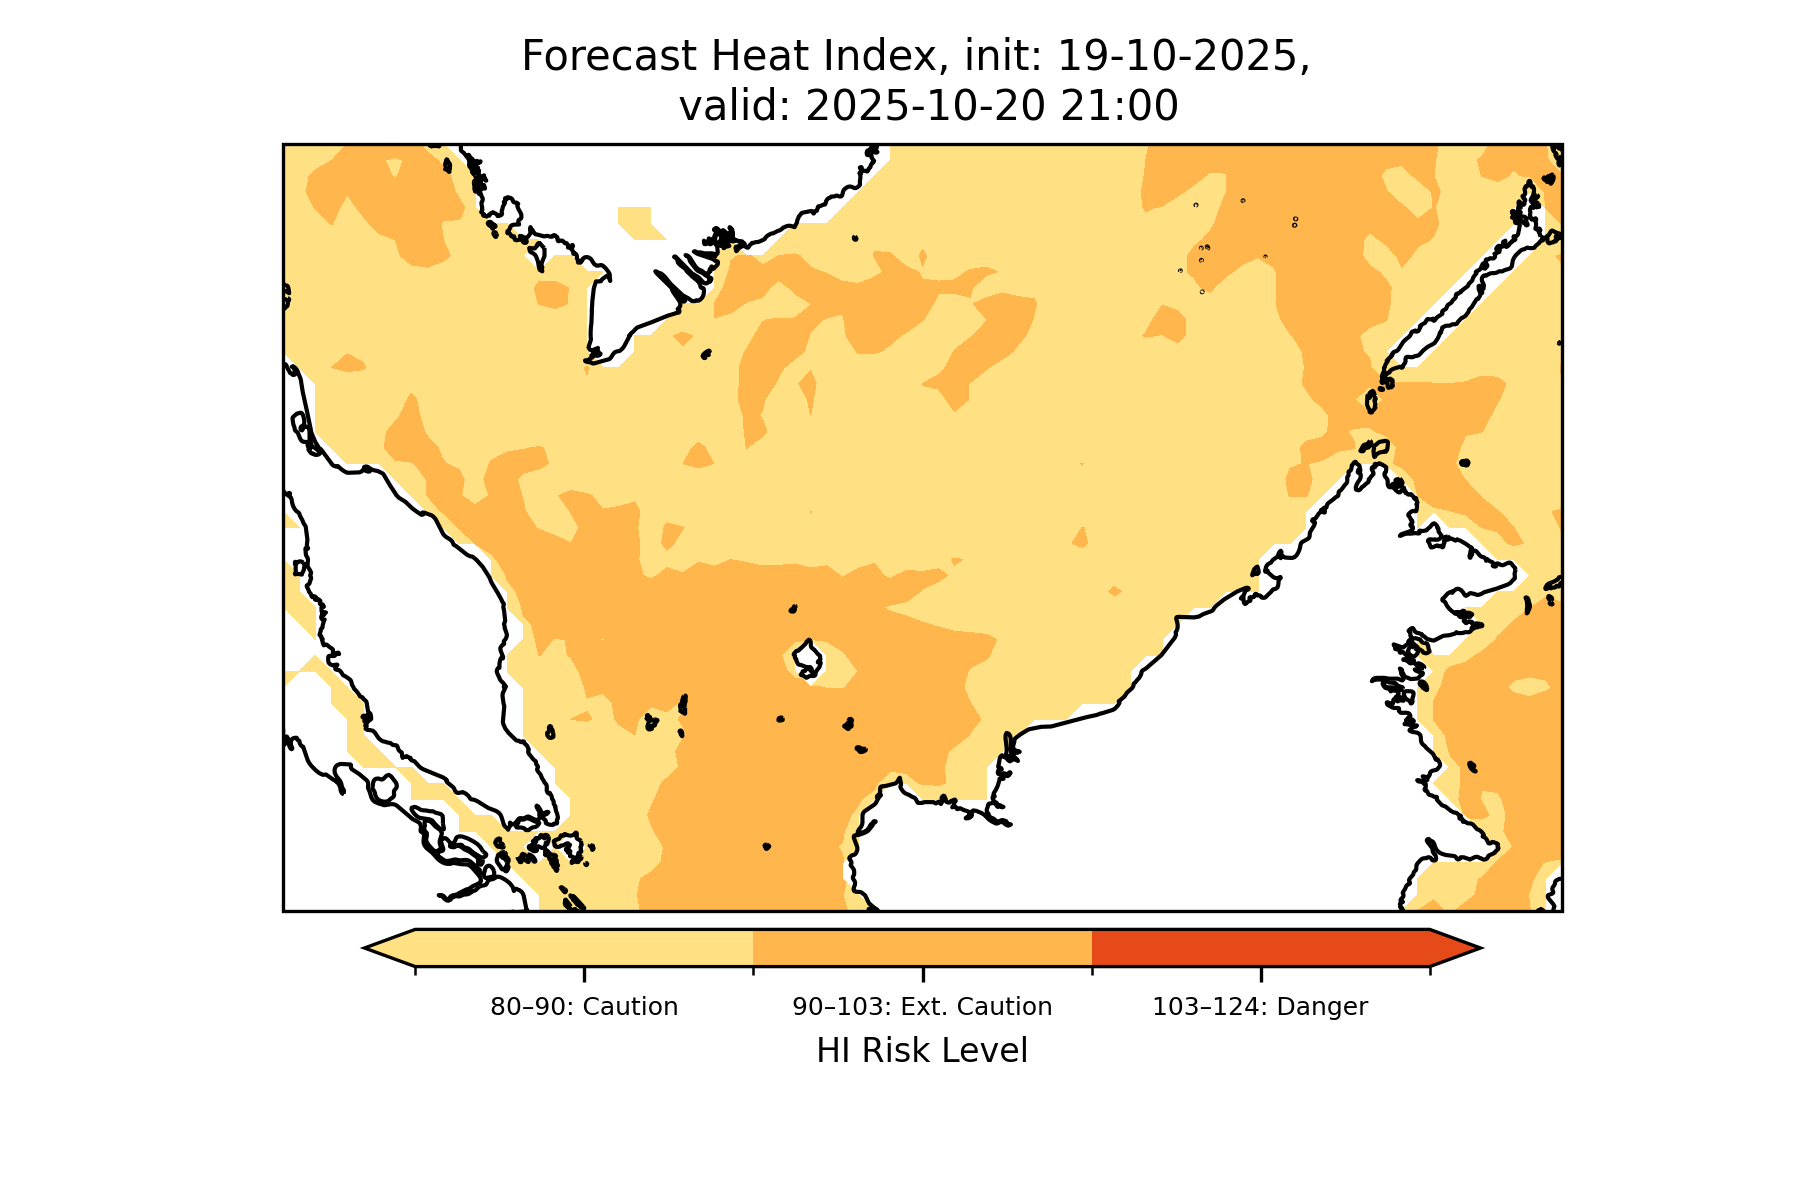 Forecast Heat Index, init: 19-10-2025,
valid: 2025-10-20 21:00
80–90: Caution
90–103: Ext. Caution
103–124: Danger
HI Risk Level